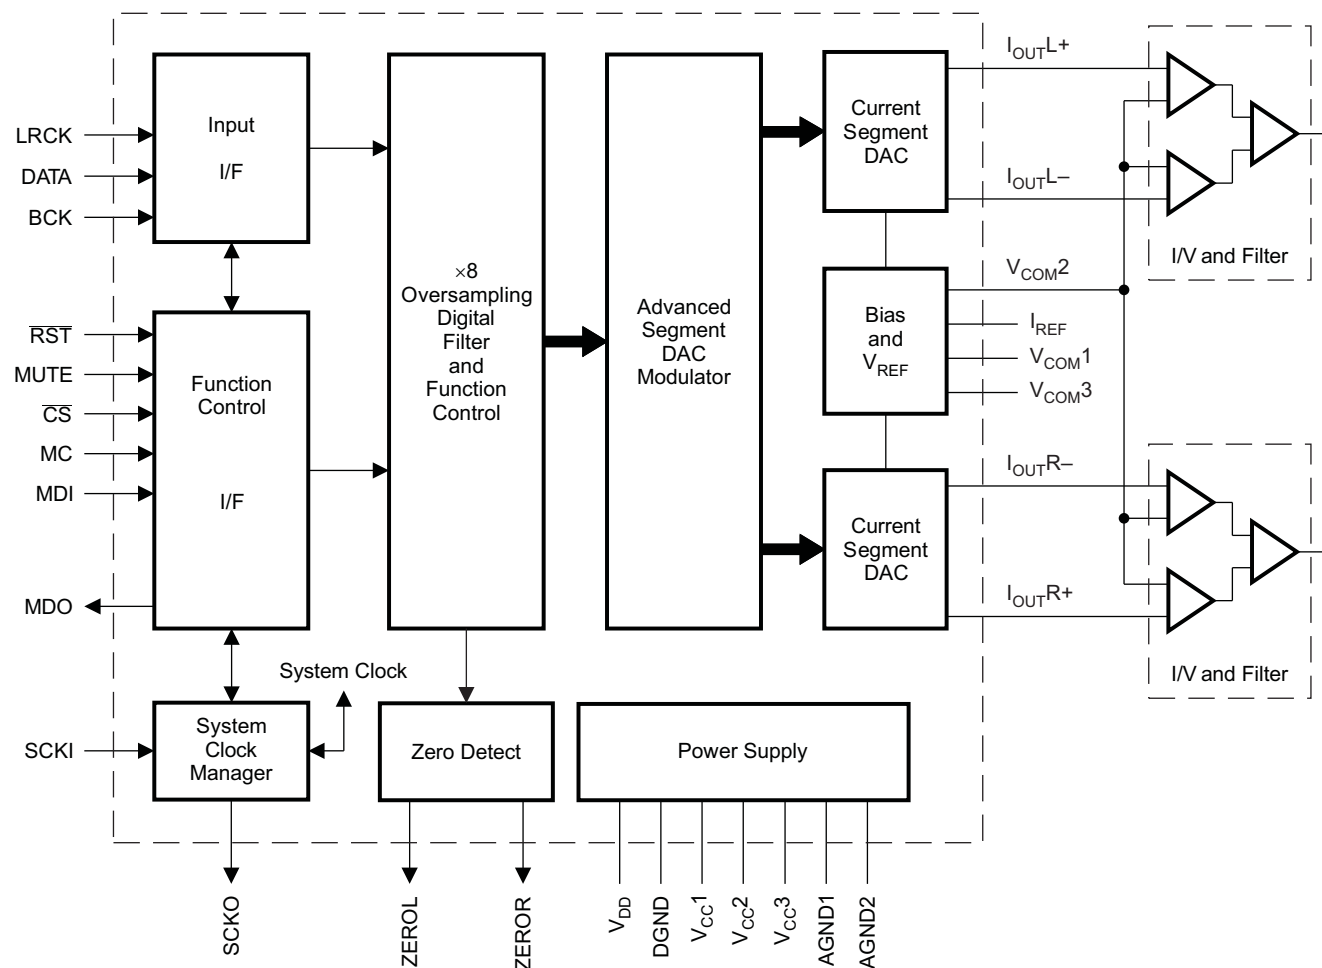 LRCK
DATA
BCK
Input
I/F
RST
MUTE
CS
MC
MDI
MDO
Function
Control
I/F
SCKI
System
Clock
Manager
System Clock
SCKO
×8
Oversampling
Digital
Filter
and
Function
Control
Zero Detect
ZEROL
ZEROR
Advanced
Segment
DAC
Modulator
Power Supply
VDD
DGND
VCC1
VCC2
VCC3
AGND1
AGND2
Current
Segment
DAC
Bias
and
VREF
Current
Segment
DAC
IOUTL+
IOUTL–
VCOM2
IREF
VCOM1
VCOM3
IOUTR–
IOUTR+
I/V and Filter
I/V and Filter